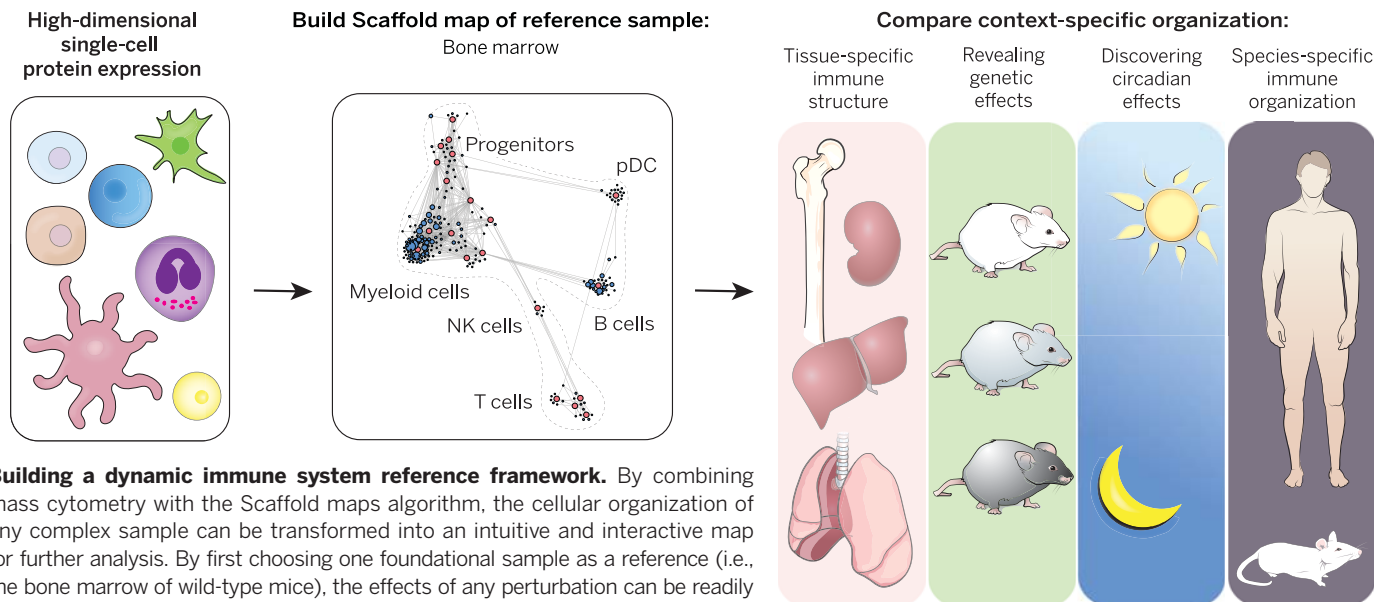 High-dimensional
single-cell
protein expression
Build Scaffold map of reference sample:
Bone marrow
Progenitors
pDC
Myeloid cells
NK cells
B cells
T cells
Compare context-specific organization:
Tissue-specific
immune
structure
Revealing
genetic
effects
Discovering
circadian
effects
Species-specific
immune
organization
Building a dynamic immune system reference framework. By combining
mass cytometry with the Scaffold maps algorithm, the cellular organization of
any complex sample can be transformed into an intuitive and interactive map
for further analysis. By first choosing one foundational sample as a reference (i.e.,
the bone marrow of wild-type mice), the effects of any perturbation can be readily